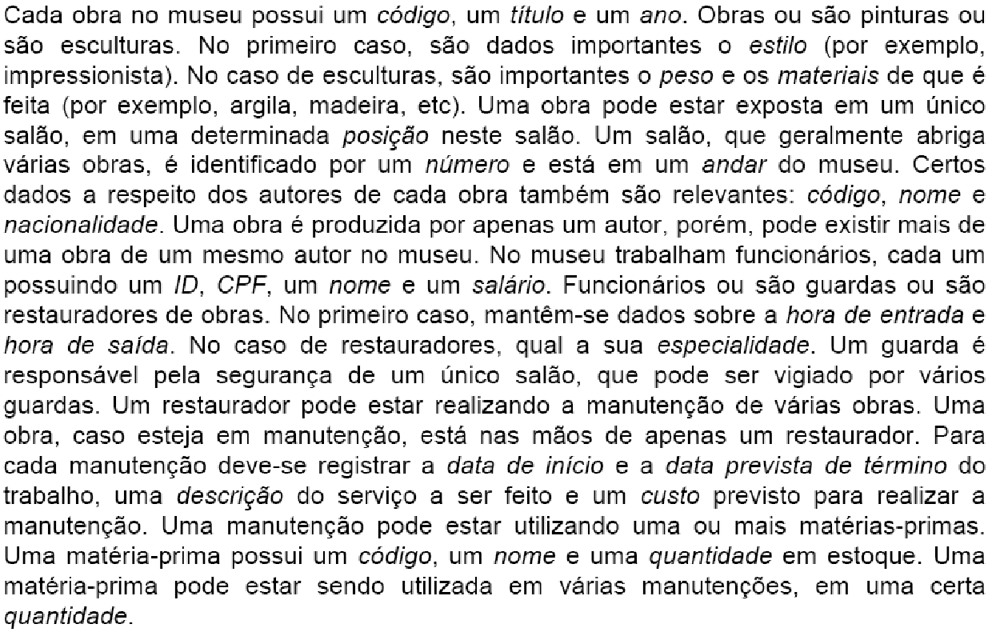 Cada obra no museu possui um código, um título e um ano. Obras ou são pinturas ou
são esculturas. No primeiro caso, são dados importantes o estilo (por exemplo,
impressionista). No caso de esculturas, são importantes o peso e os materiais de que é
feita (por exemplo, argila, madeira, etc). Uma obra pode estar exposta em um único
salão, em uma determinada posição neste salão. Um salão, que geralmente abriga
várias obras, é identificado por um número e está em um andar do museu. Certos
dados a respeito dos autores de cada obra também são relevantes: código, nome e
nacionalidade. Uma obra é produzida por apenas um autor, porém, pode existir mais de
uma obra de um mesmo autor no museu. No museu trabalham funcionários, cada um
possuindo um ID, CPF, um nome e um salário. Funcionários ou são guardas ou são
restauradores de obras. No primeiro caso, mantêm-se dados sobre a hora de entrada e
hora de saída. No caso de restauradores, qual a sua especialidade. Um guarda é
responsável pela segurança de um único salão, que pode ser vigiado por vários
guardas. Um restaurador pode estar realizando a manutenção de várias obras. Uma
obra, caso esteja em manutenção, está nas mãos de apenas um restaurador. Para
cada manutenção deve-se registrar a data de início e a data prevista de término do
trabalho, uma descrição do serviço a ser feito e um custo previsto para realizar a
manutenção. Uma manutenção pode estar utilizando uma ou mais matérias-primas.
Uma matéria-prima possui um código, um nome e uma quantidade em estoque. Uma
matéria-prima pode estar sendo utilizada em várias manutenções, em uma certa
quantidade.